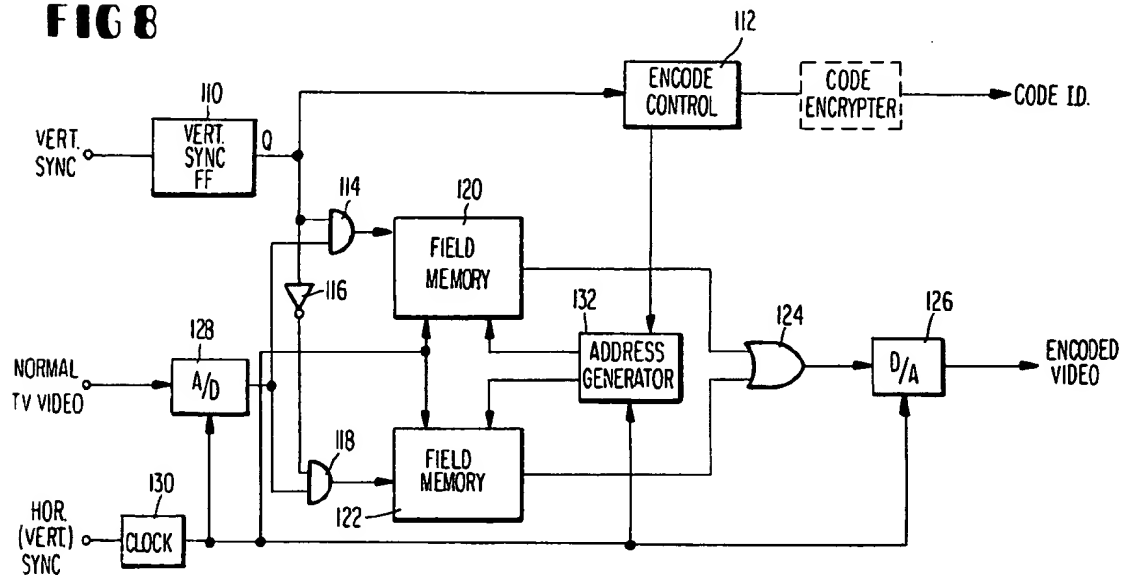 FIG 8
112
ENCODE
CONTROL
CODE
ENCRYPTER
CODE I.D.
110
VERT.
SYNC
VERT.
SYNC
FF
Q
114
120
FIELD
MEMORY
116
132
ADDRESS
GENERATOR
124
126
D/A
ENCODED
VIDEO
128
NORMAL
TV VIDEO
A/D
118
FIELD
MEMORY
122
130
HOR.
(VERT.)
SYNC
CLOCK